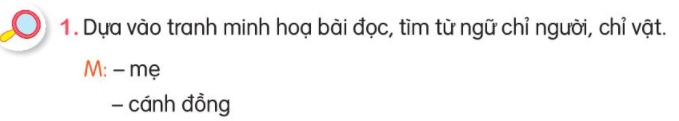 1. Dựa vào tranh minh hoạ bài đọc, tìm từ ngữ chỉ người, chỉ vật.
M: – mẹ
– cánh đồng